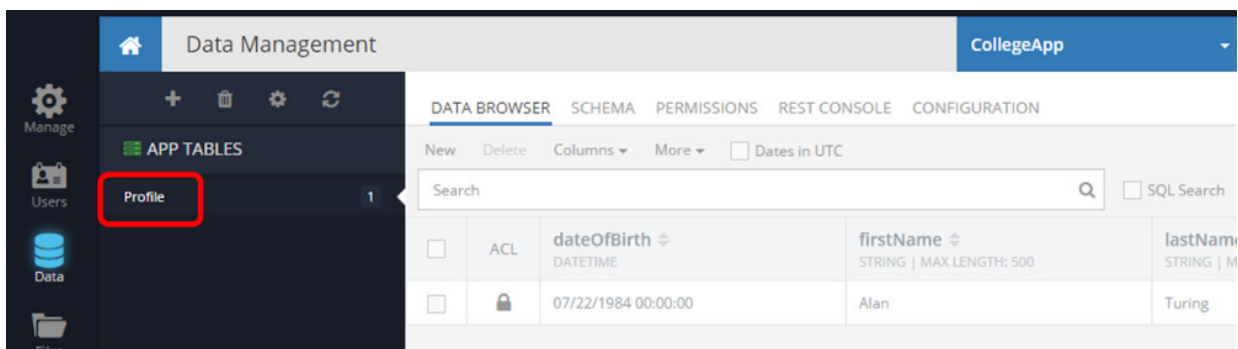 Data Management
CollegeApp
Manage
Users
Data
APP TABLES
Profile 1
DATA BROWSER SCHEMA PERMISSIONS REST CONSOLE CONFIGURATION
New Delete Columns More Dates in UTC
Search
SQL Search
ACL dateOfBirth firstName lastName
DATETIME STRING | MAX LENGTH: 500 STRING | M
07/22/1984 00:00:00 Alan Turing